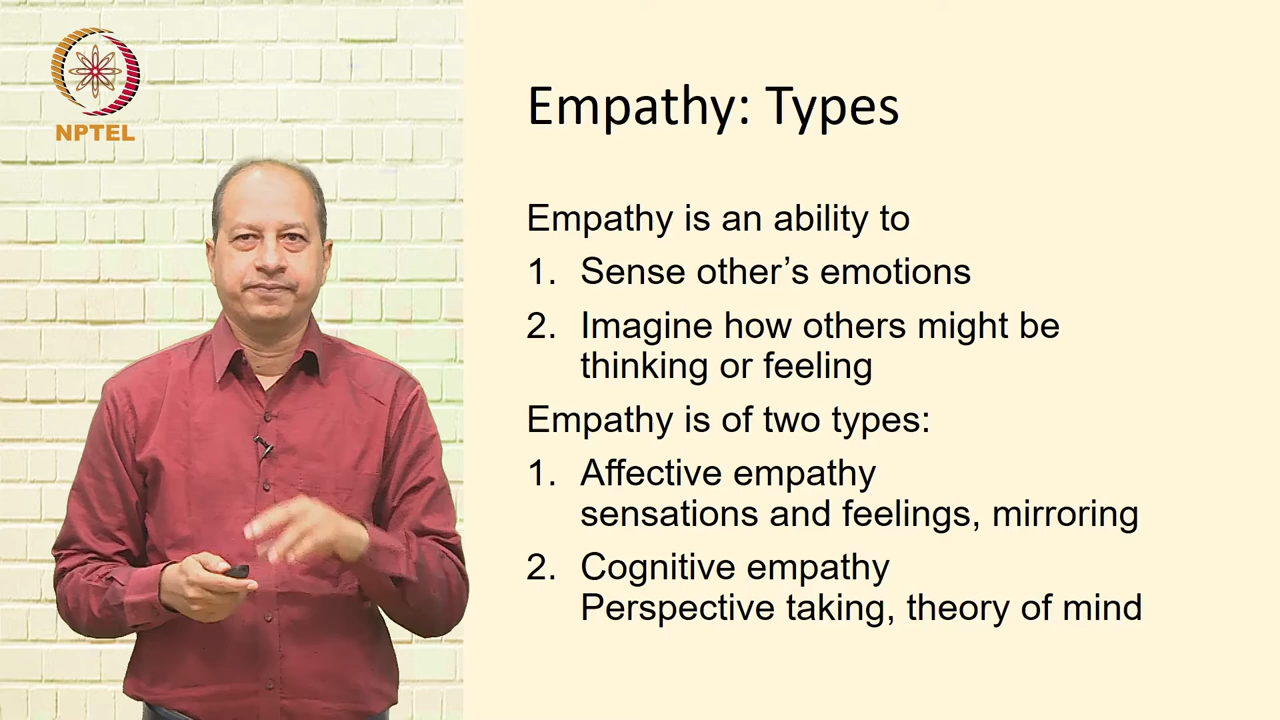 NPTEL
Empathy: Types
Empathy is an ability to
1. Sense other’s emotions
2. Imagine how others might be
thinking or feeling
Empathy is of two types:
1. Affective empathy
sensations and feelings, mirroring
2. Cognitive empathy
Perspective taking, theory of mind